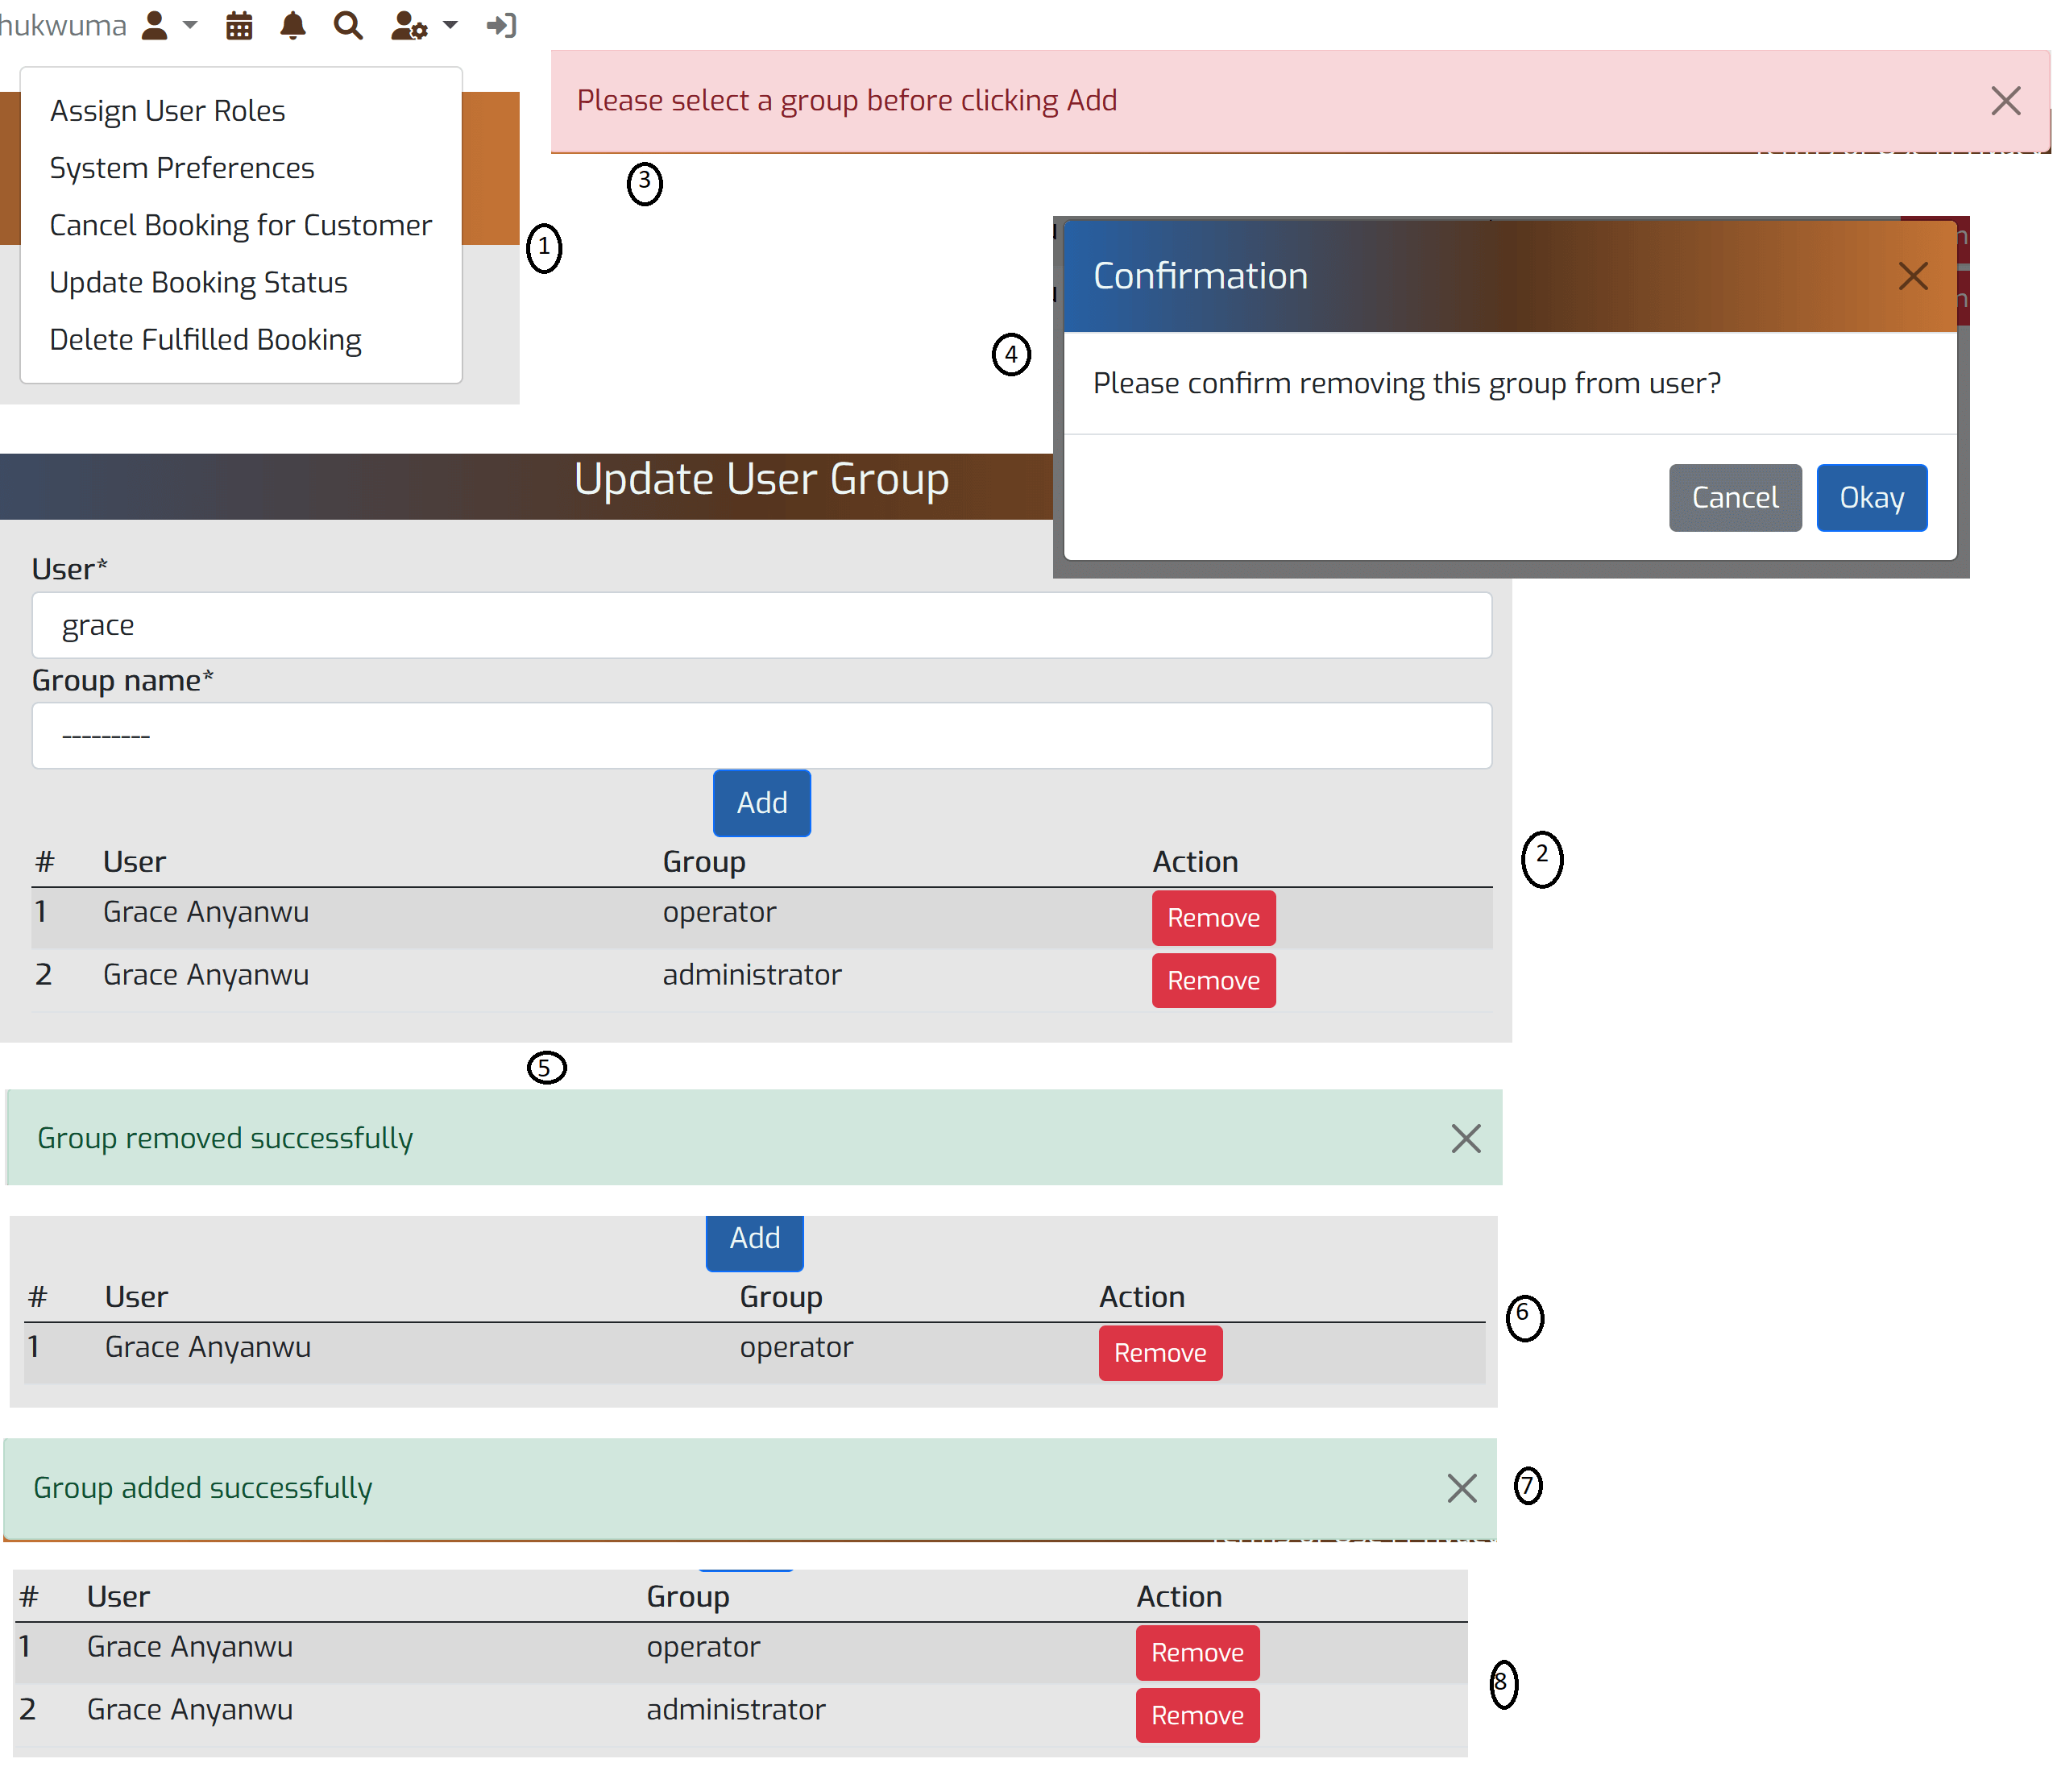 hukwuma
Assign User Roles
System Preferences
Cancel Booking for Customer
Update Booking Status
Delete Fulfilled Booking
1
Please select a group before clicking Add
3
4
Confirmation
Please confirm removing this group from user?
Cancel Okay
Update User Group
User*
grace
Group name*
---------
Add
# User Group Action
1 Grace Anyanwu operator Remove
2 Grace Anyanwu administrator Remove
2
5
Group removed successfully
Add
# User Group Action
1 Grace Anyanwu operator Remove
6
Group added successfully
7
# User Group Action
1 Grace Anyanwu operator Remove
2 Grace Anyanwu administrator Remove
8